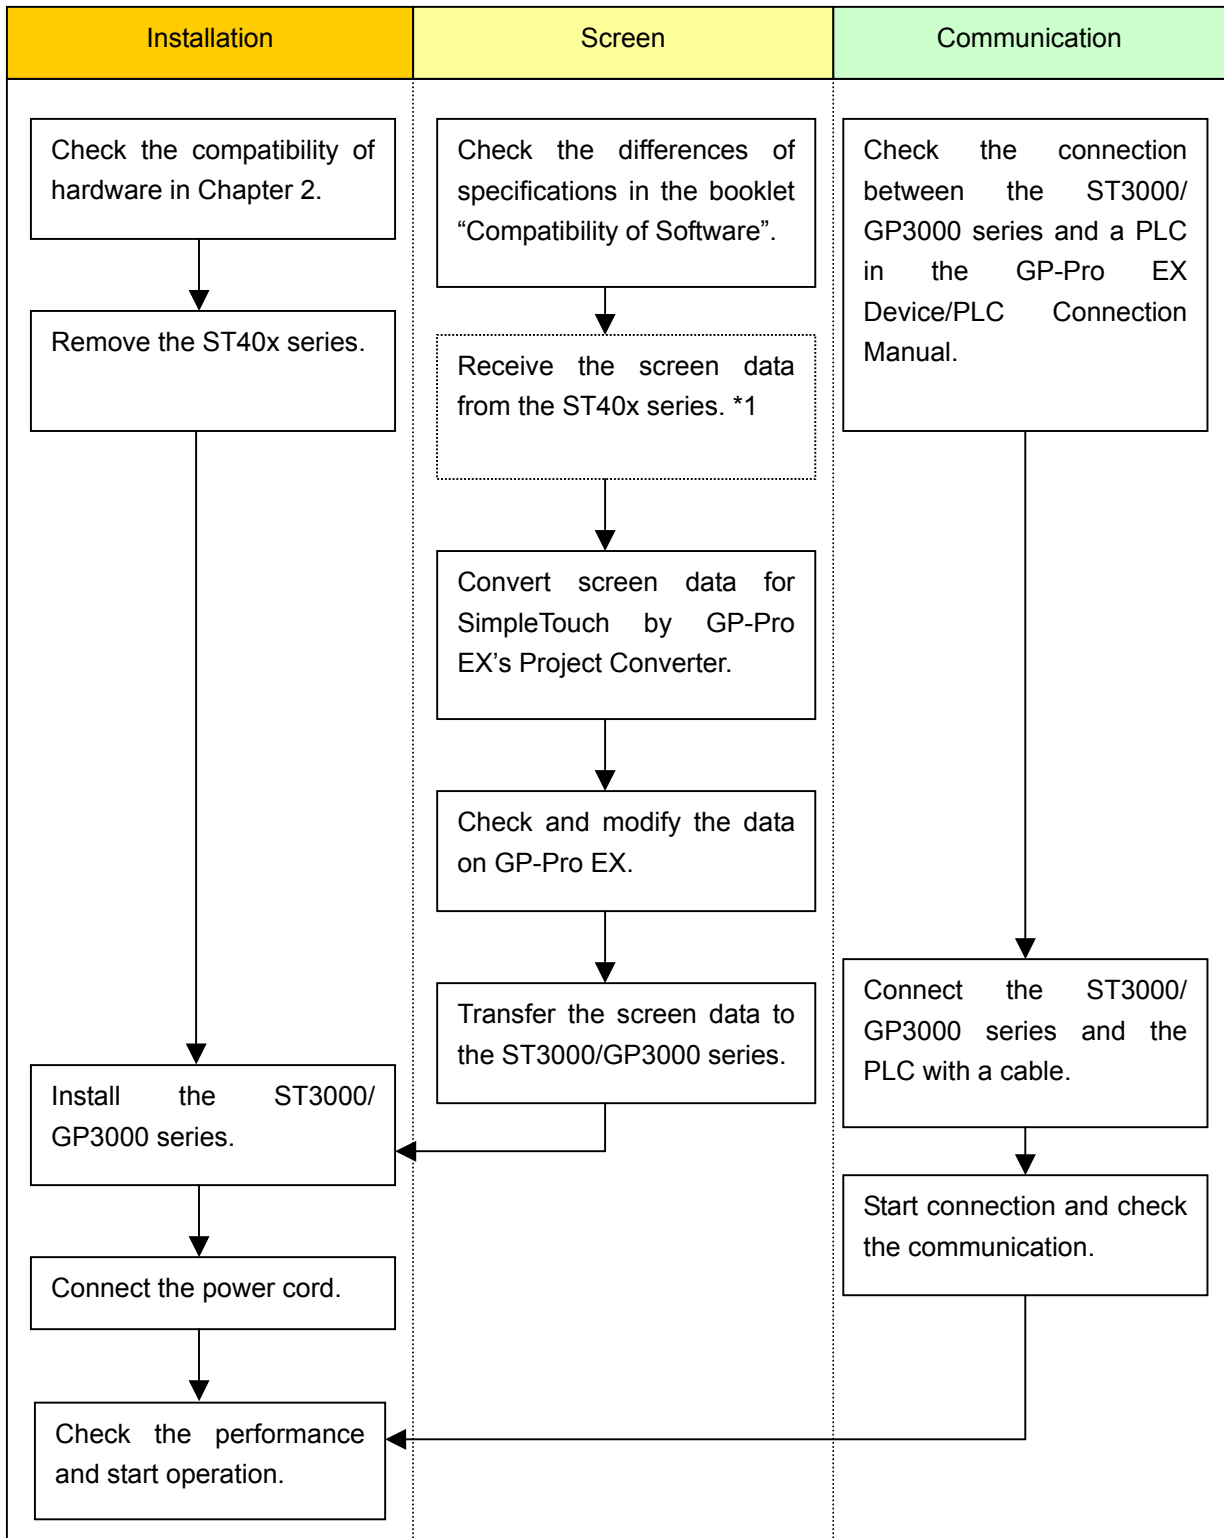 Installation
Screen
Communication
Check the compatibility of
hardware in Chapter 2.
Remove the ST40x series.
Install the ST3000/
GP3000 series.
Connect the power cord.
Check the performance
and start operation.
Check the differences of
specifications in the booklet
“Compatibility of Software”.
Receive the screen data
from the ST40x series. *1
Convert screen data for
SimpleTouch by GP-Pro
EX’s Project Converter.
Check and modify the data
on GP-Pro EX.
Transfer the screen data to
the ST3000/GP3000 series.
Check the connection
between the ST3000/
GP3000 series and a PLC
in the GP-Pro EX
Device/PLC Connection
Manual.
Connect the ST3000/
GP3000 series and the
PLC with a cable.
Start connection and check
the communication.